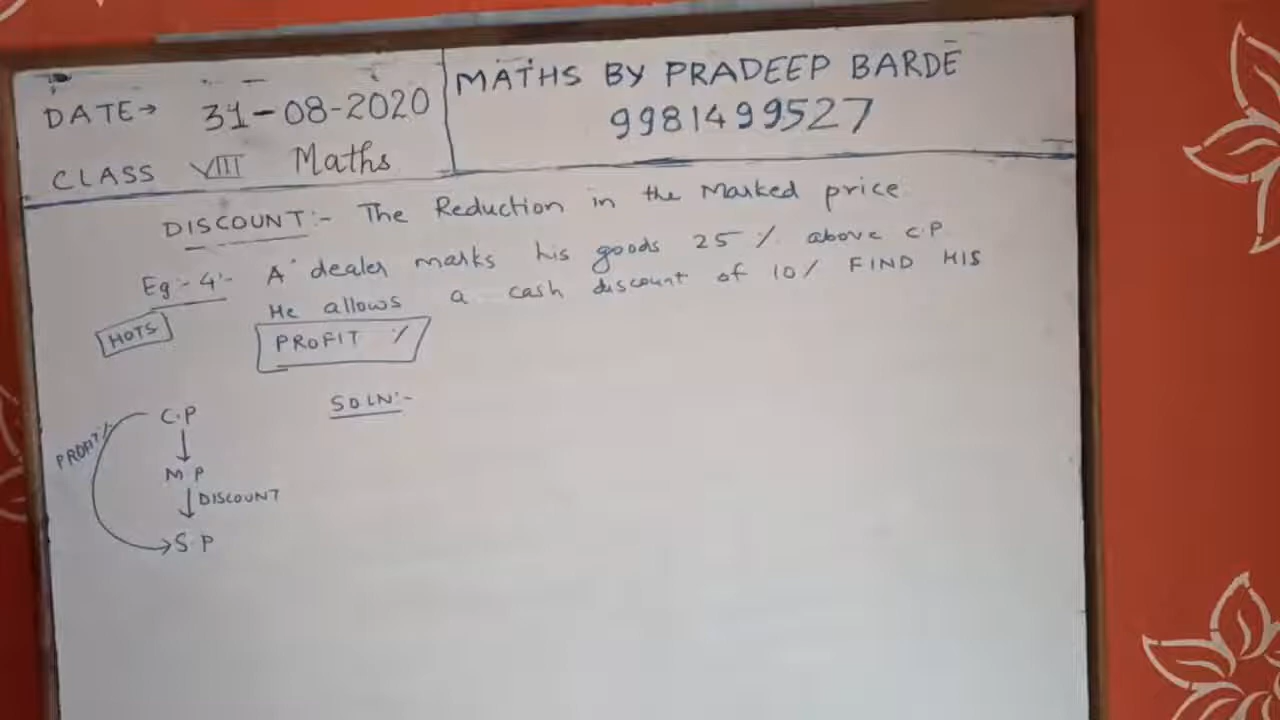 DATE→ 31-08-2020
CLASS VIII Maths
MATHS BY PRADEEP BARDE
9981499527
DISCOUNT:- The Reduction in the Marked price
Eg:-4:- A dealer marks his goods 25 % above C.P
He allows a cash discount of 10% FIND HIS
HOTS
PROFIT %
SOLN:-
PROFIT %
C.P
↓
M P
↓ DISCOUNT
S.P